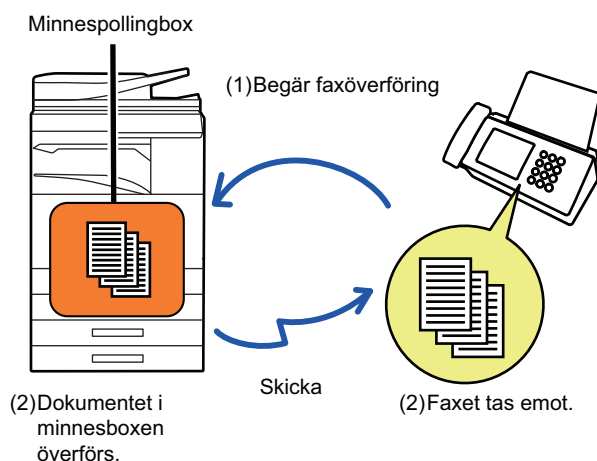 Minnespollingbox
(1)Begär faxöverföring
Skicka
(2)Dokumentet i
minnesboxen
överförs.
(2)Faxet tas emot.